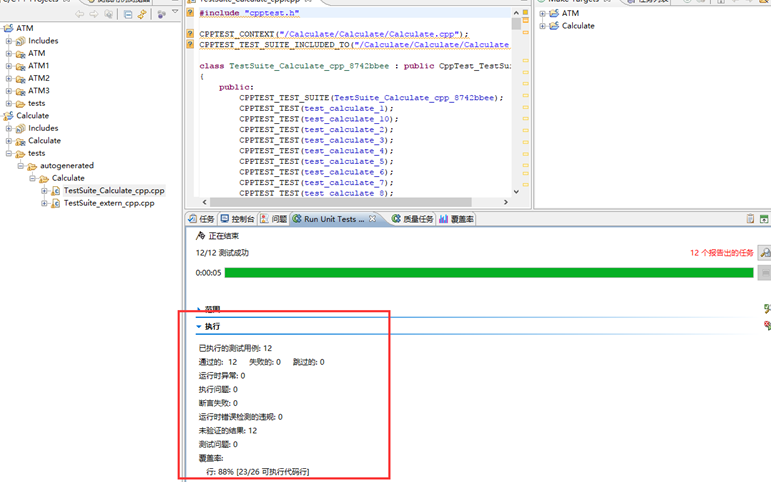 ATM
Includes
ATM
ATM1
ATM2
ATM3
tests
Calculate
Includes
Calculate
tests
autogenerated
Calculate
TestSuite_Calculate_cpp.cpp
TestSuite_extern_cpp.cpp
#include "cpptest.h"
CPPTEST_CONTEXT("/Calculate/Calculate/Calculate.cpp");
CPPTEST_TEST_SUITE_INCLUDED_TO("/Calculate/Calculate/Calculate
class TestSuite_Calculate_cpp_8742bbee : public CppTest_TestSui
{
public:
CPPTEST_TEST_SUITE(TestSuite_Calculate_cpp_8742bbee);
CPPTEST_TEST(test_calculate_1);
CPPTEST_TEST(test_calculate_10);
CPPTEST_TEST(test_calculate_2);
CPPTEST_TEST(test_calculate_3);
CPPTEST_TEST(test_calculate_4);
CPPTEST_TEST(test_calculate_5);
CPPTEST_TEST(test_calculate_6);
CPPTEST_TEST(test_calculate_7);
CPPTEST_TEST(test_calculate_8);
ATM
Calculate
任务 控制台 问题 Run Unit Tests ... 质量任务 覆盖率
正在结束
12/12 测试成功 12 个报告出的任务
0:00:05
范围
执行
已执行的测试用例: 12
通过的: 12 失败的: 0 跳过的: 0
运行时异常: 0
执行问题: 0
断言失败: 0
运行时错误检测的违规: 0
未验证的结果: 12
测试问题: 0
覆盖率:
行: 88% [23/26 可执行代码行]